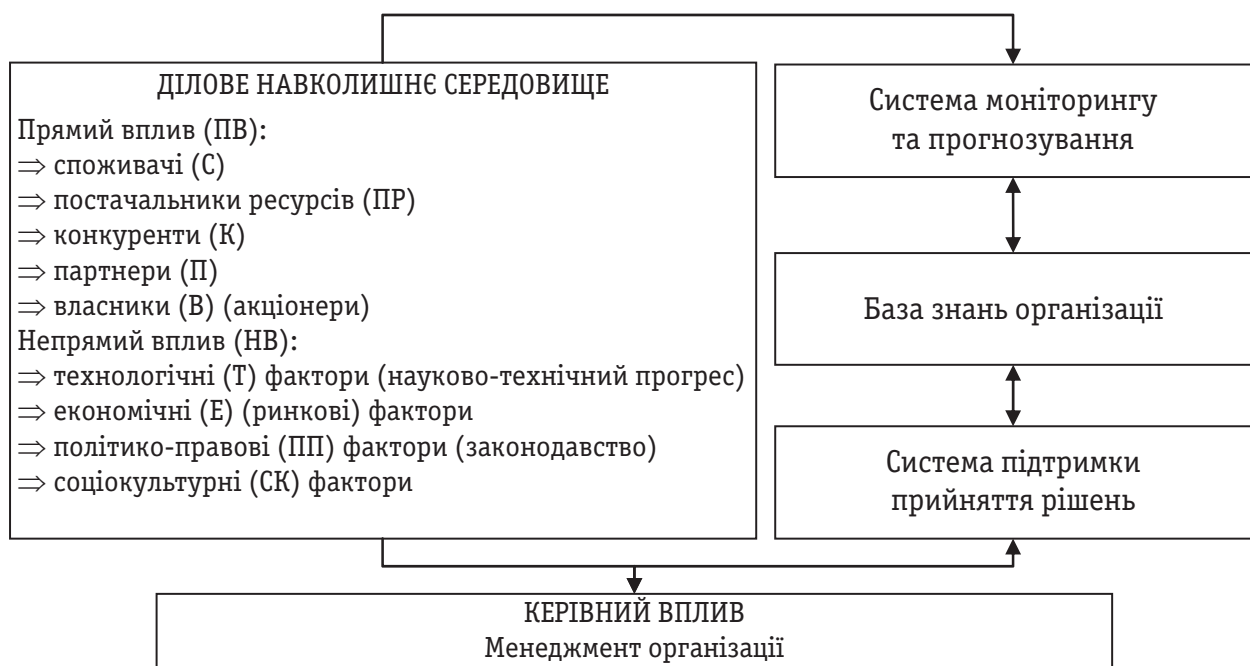 ДІЛОВЕ НАВКОЛИШНЄ СЕРЕДОВИЩЕ
Прямий вплив (ПВ):
⇒ споживачі (С)
⇒ постачальники ресурсів (ПР)
⇒ конкуренти (К)
⇒ партнери (П)
⇒ власники (В) (акціонери)
Непрямий вплив (НВ):
⇒ технологічні (Т) фактори (науково-технічний прогрес)
⇒ економічні (Е) (ринкові) фактори
⇒ політико-правові (ПП) фактори (законодавство)
⇒ соціокультурні (СК) фактори
Система моніторингу
та прогнозування
База знань організації
Система підтримки
прийняття рішень
КЕРІВНИЙ ВПЛИВ
Менеджмент організації